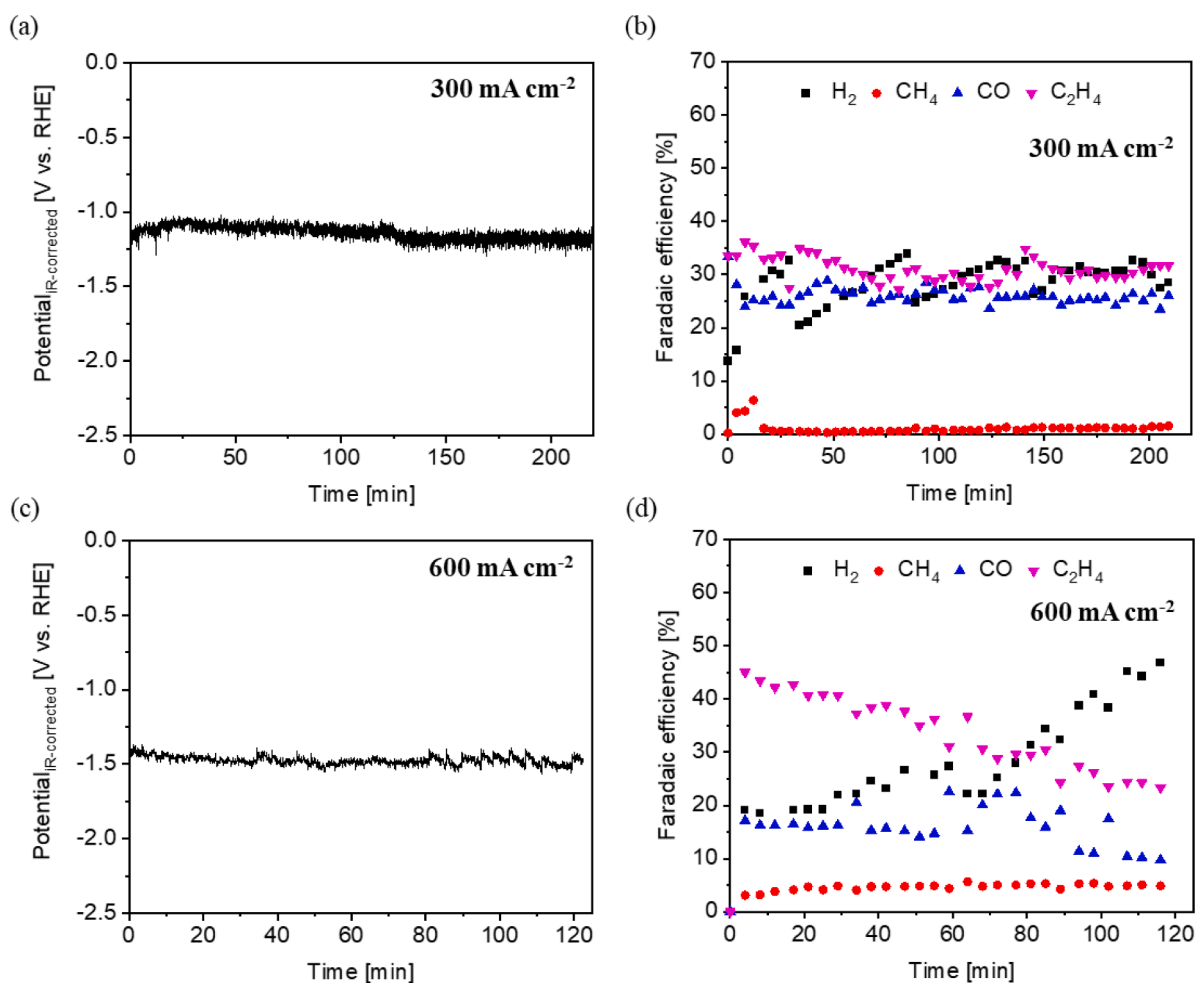 (a)
(b)
0.0
-0.5
-1.0
-1.5
-2.0
-2.5
0 50 100 150 200
Potential_IR-corrected [V vs. RHE]
Time [min]
300 mA cm⁻²
70
60
50
40
30
20
10
0
0 50 100 150 200
Faradaic efficiency [%]
Time [min]
H₂ CH₄ CO C₂H₄
300 mA cm⁻²
(c)
(d)
0.0
-0.5
-1.0
-1.5
-2.0
-2.5
0 20 40 60 80 100 120
Potential_IR-corrected [V vs. RHE]
Time [min]
600 mA cm⁻²
70
60
50
40
30
20
10
0
0 20 40 60 80 100 120
Faradaic efficiency [%]
Time [min]
H₂ CH₄ CO C₂H₄
600 mA cm⁻²